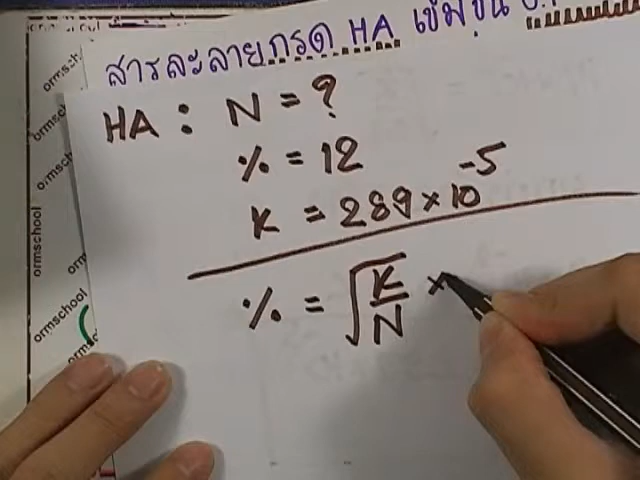 สารละลายกรด HA เข้มข้น
HA : N = ?
% = 12
K = 289 × 10⁻⁵
% = √K/N ×
ormschool
ormschool